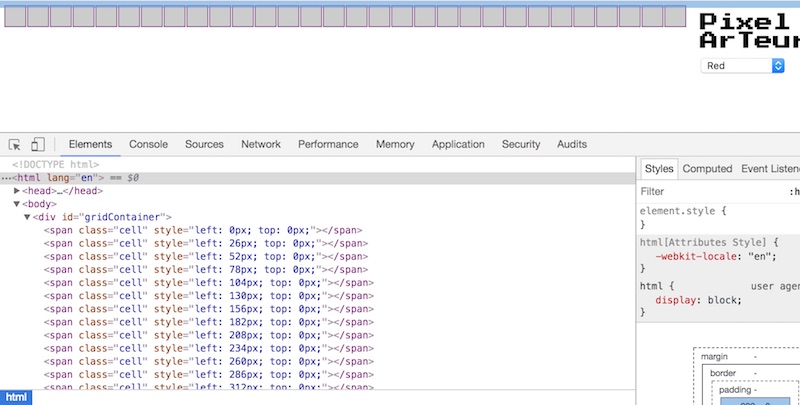 Pixel
ArTeur
Red
Elements Console Sources Network Performance Memory Application Security Audits
<!DOCTYPE html>
···<html lang="en"> == $0
▶<head>…</head>
▼<body>
▼<div id="gridContainer">
<span class="cell" style="left: 0px; top: 0px;"></span>
<span class="cell" style="left: 26px; top: 0px;"></span>
<span class="cell" style="left: 52px; top: 0px;"></span>
<span class="cell" style="left: 78px; top: 0px;"></span>
<span class="cell" style="left: 104px; top: 0px;"></span>
<span class="cell" style="left: 130px; top: 0px;"></span>
<span class="cell" style="left: 156px; top: 0px;"></span>
<span class="cell" style="left: 182px; top: 0px;"></span>
<span class="cell" style="left: 208px; top: 0px;"></span>
<span class="cell" style="left: 234px; top: 0px;"></span>
<span class="cell" style="left: 260px; top: 0px;"></span>
<span class="cell" style="left: 286px; top: 0px;"></span>
<span class="cell" style="left: 312px; top: 0px;"></span>
html
Styles Computed Event Listene
Filter :h
element.style {
}
html[Attributes Style] {
-webkit-locale: "en";
}
html { user agen
display: block;
}
margin -
border -
padding -